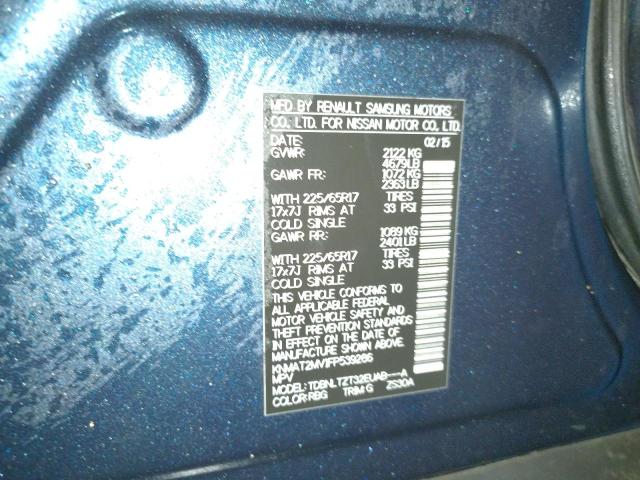 MFD. BY RENAULT SAMSUNG MOTORS
CO., LTD. FOR NISSAN MOTOR CO., LTD.
DATE: 02/15
GVWR: 2122 KG
4679LB
GAWR FR: 1072 KG
2363LB
WITH 225/65R17 TIRES
17x7J RIMS AT 33 PSI
COLD SINGLE
GAWR RR: 1089 KG
2401LB
WITH 225/65R17 TIRES
17x7J RIMS AT 33 PSI
COLD SINGLE
THIS VEHICLE CONFORMS TO
ALL APPLICABLE FEDERAL
MOTOR VEHICLE SAFETY AND
THEFT PREVENTION STANDARDS
IN EFFECT ON THE DATE OF
MANUFACTURE SHOWN ABOVE.
KNMAT2MV1FP539266
MPV
MODEL: TDBNLTZT32EUAB---A
COLOR:RBG TRIM:G ZS30A